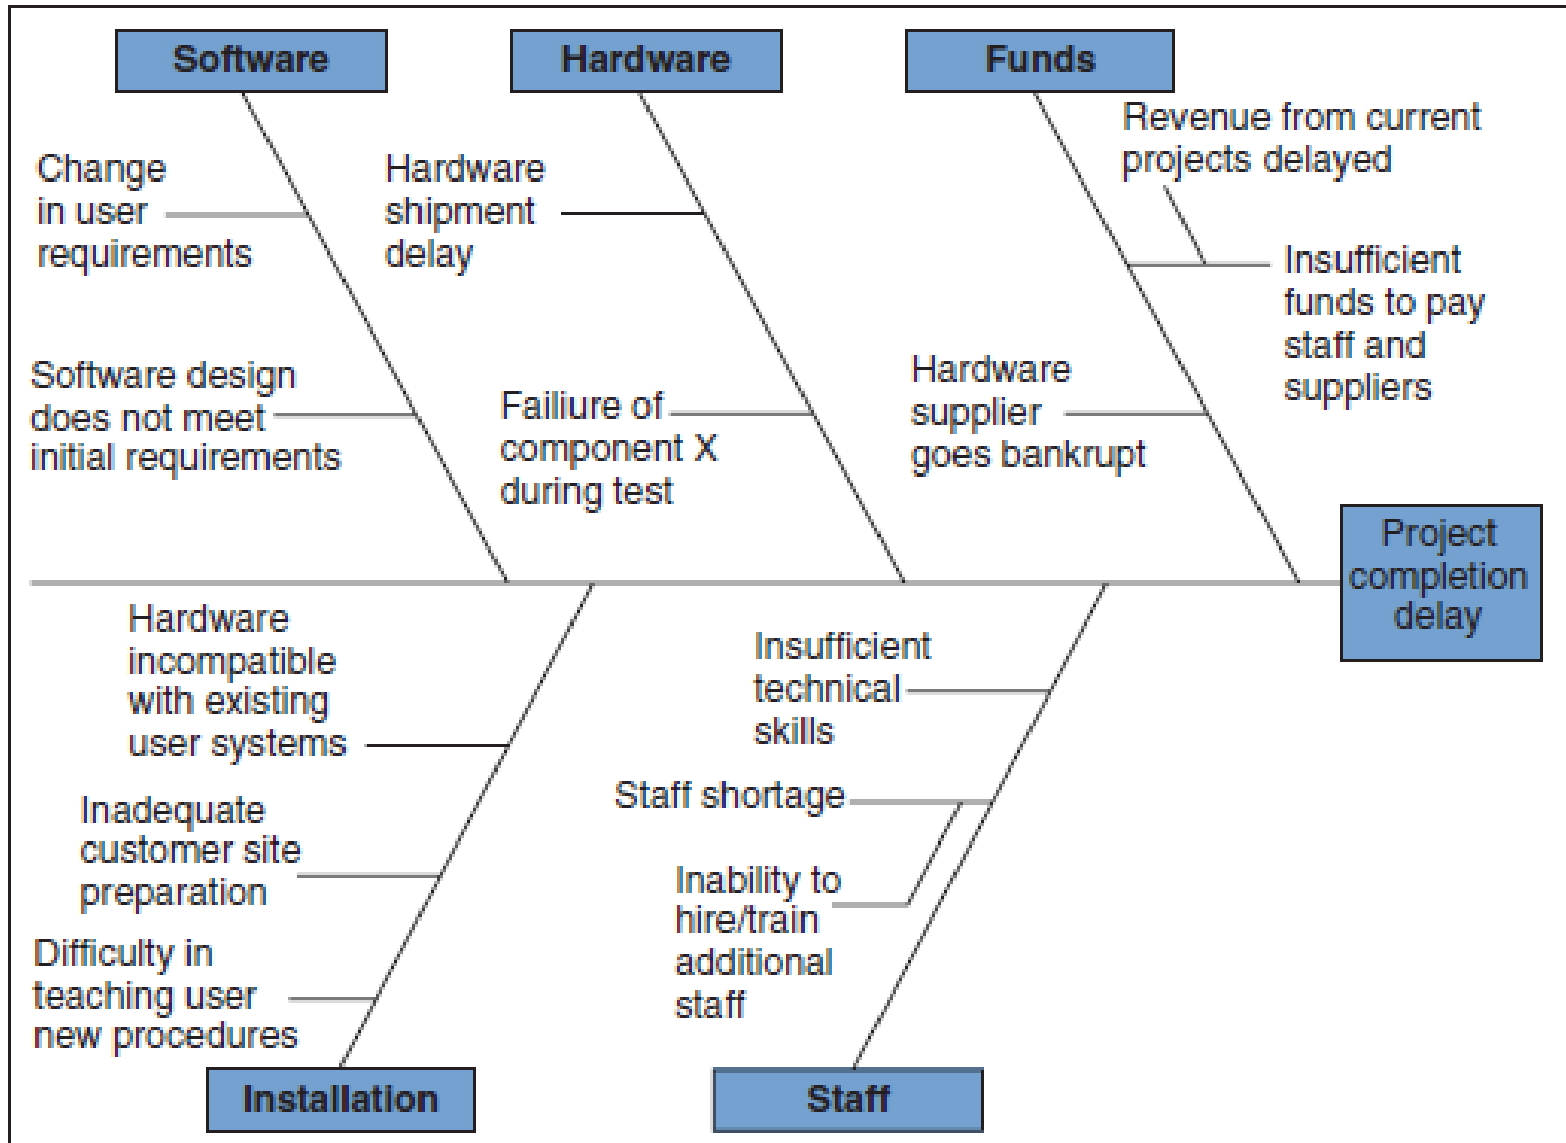 Software
Hardware
Funds
Revenue from current
projects delayed
Change
in user
requirements
Hardware
shipment
delay
Insufficient
funds to pay
staff and
suppliers
Software design
does not meet
initial requirements
Failiure of
component X
during test
Hardware
supplier
goes bankrupt
Project
completion
delay
Hardware
incompatible
with existing
user systems
Insufficient
technical
skills
Staff shortage
Inadequate
customer site
preparation
Inability to
hire/train
additional
staff
Difficulty in
teaching user
new procedures
Installation
Staff